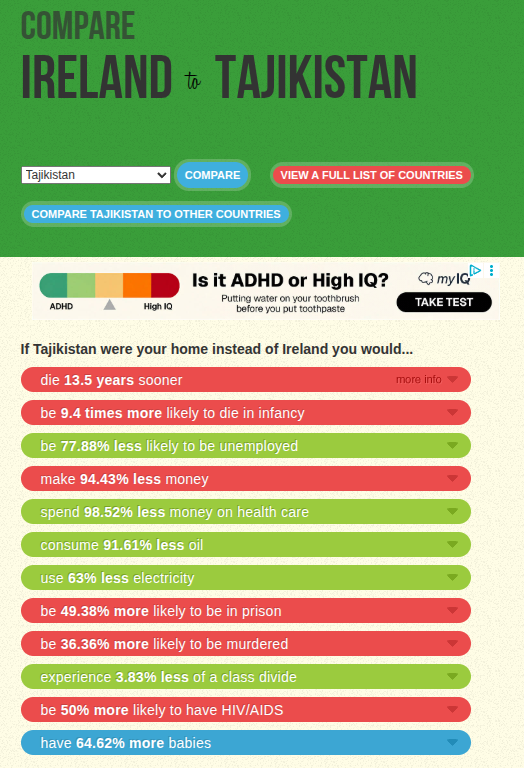 COMPARE
IRELAND to TAJIKISTAN
Tajikistan COMPARE VIEW A FULL LIST OF COUNTRIES
COMPARE TAJIKISTAN TO OTHER COUNTRIES
ADHD High IQ
Is it ADHD or High IQ?
Putting water on your toothbrush
before you put toothpaste
myIQ
TAKE TEST
If Tajikistan were your home instead of Ireland you would...
die 13.5 years sooner more info
be 9.4 times more likely to die in infancy
be 77.88% less likely to be unemployed
make 94.43% less money
spend 98.52% less money on health care
consume 91.61% less oil
use 63% less electricity
be 49.38% more likely to be in prison
be 36.36% more likely to be murdered
experience 3.83% less of a class divide
be 50% more likely to have HIV/AIDS
have 64.62% more babies